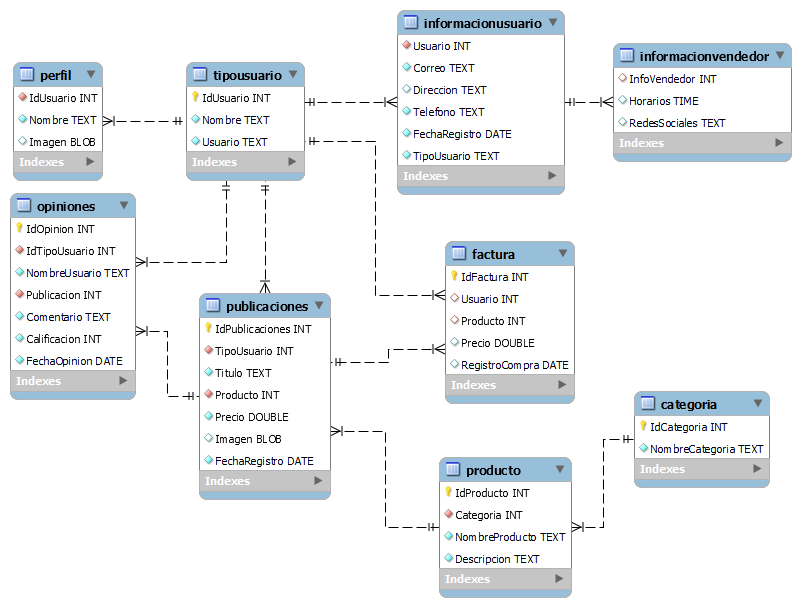 perfil
IdUsuario INT
Nombre TEXT
Imagen BLOB
Indexes
tipousuario
IdUsuario INT
Nombre TEXT
Usuario TEXT
Indexes
informacionusuario
Usuario INT
Correo TEXT
Direccion TEXT
Telefono TEXT
FechaRegistro DATE
TipoUsuario TEXT
Indexes
informacionvendedor
InfoVendedor INT
Horarios TIME
RedesSociales TEXT
Indexes
opiniones
IdOpinion INT
IdTipoUsuario INT
NombreUsuario TEXT
Publicacion INT
Comentario TEXT
Calificacion INT
FechaOpinion DATE
Indexes
publicaciones
IdPublicaciones INT
TipoUsuario INT
Titulo TEXT
Producto INT
Precio DOUBLE
Imagen BLOB
FechaRegistro DATE
Indexes
factura
IdFactura INT
Usuario INT
Producto INT
Precio DOUBLE
RegistroCompra DATE
Indexes
categoria
IdCategoria INT
NombreCategoria TEXT
Indexes
producto
IdProducto INT
Categoria INT
NombreProducto TEXT
Descripcion TEXT
Indexes